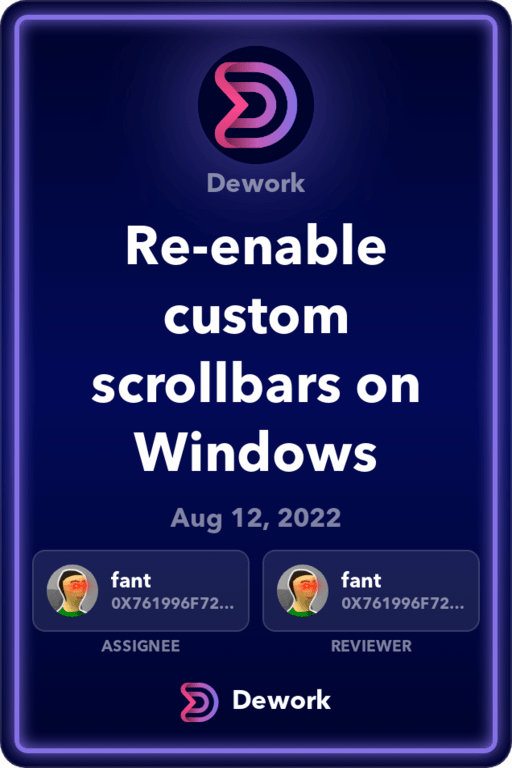 Dework
Re-enable
custom
scrollbars on
Windows
Aug 12, 2022
fant
0X761996F72...
ASSIGNEE
fant
0X761996F72...
REVIEWER
Dework